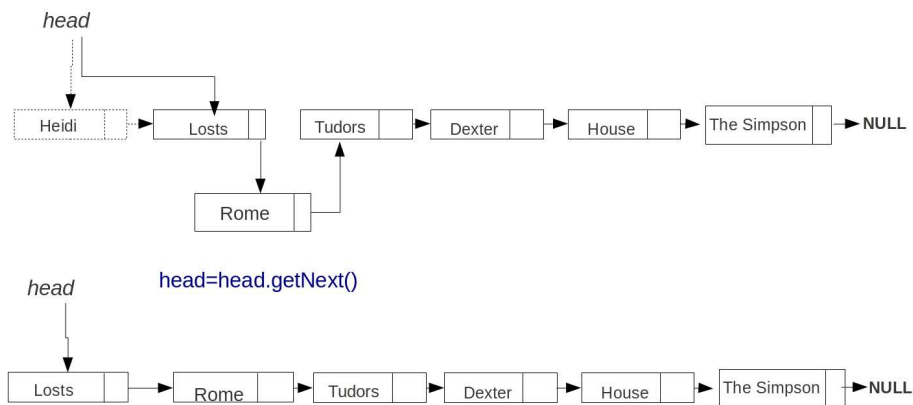 head
Heidi Losts Tudors Dexter House The Simpson NULL
Rome
head=head.getNext()
head
Losts Rome Tudors Dexter House The Simpson NULL